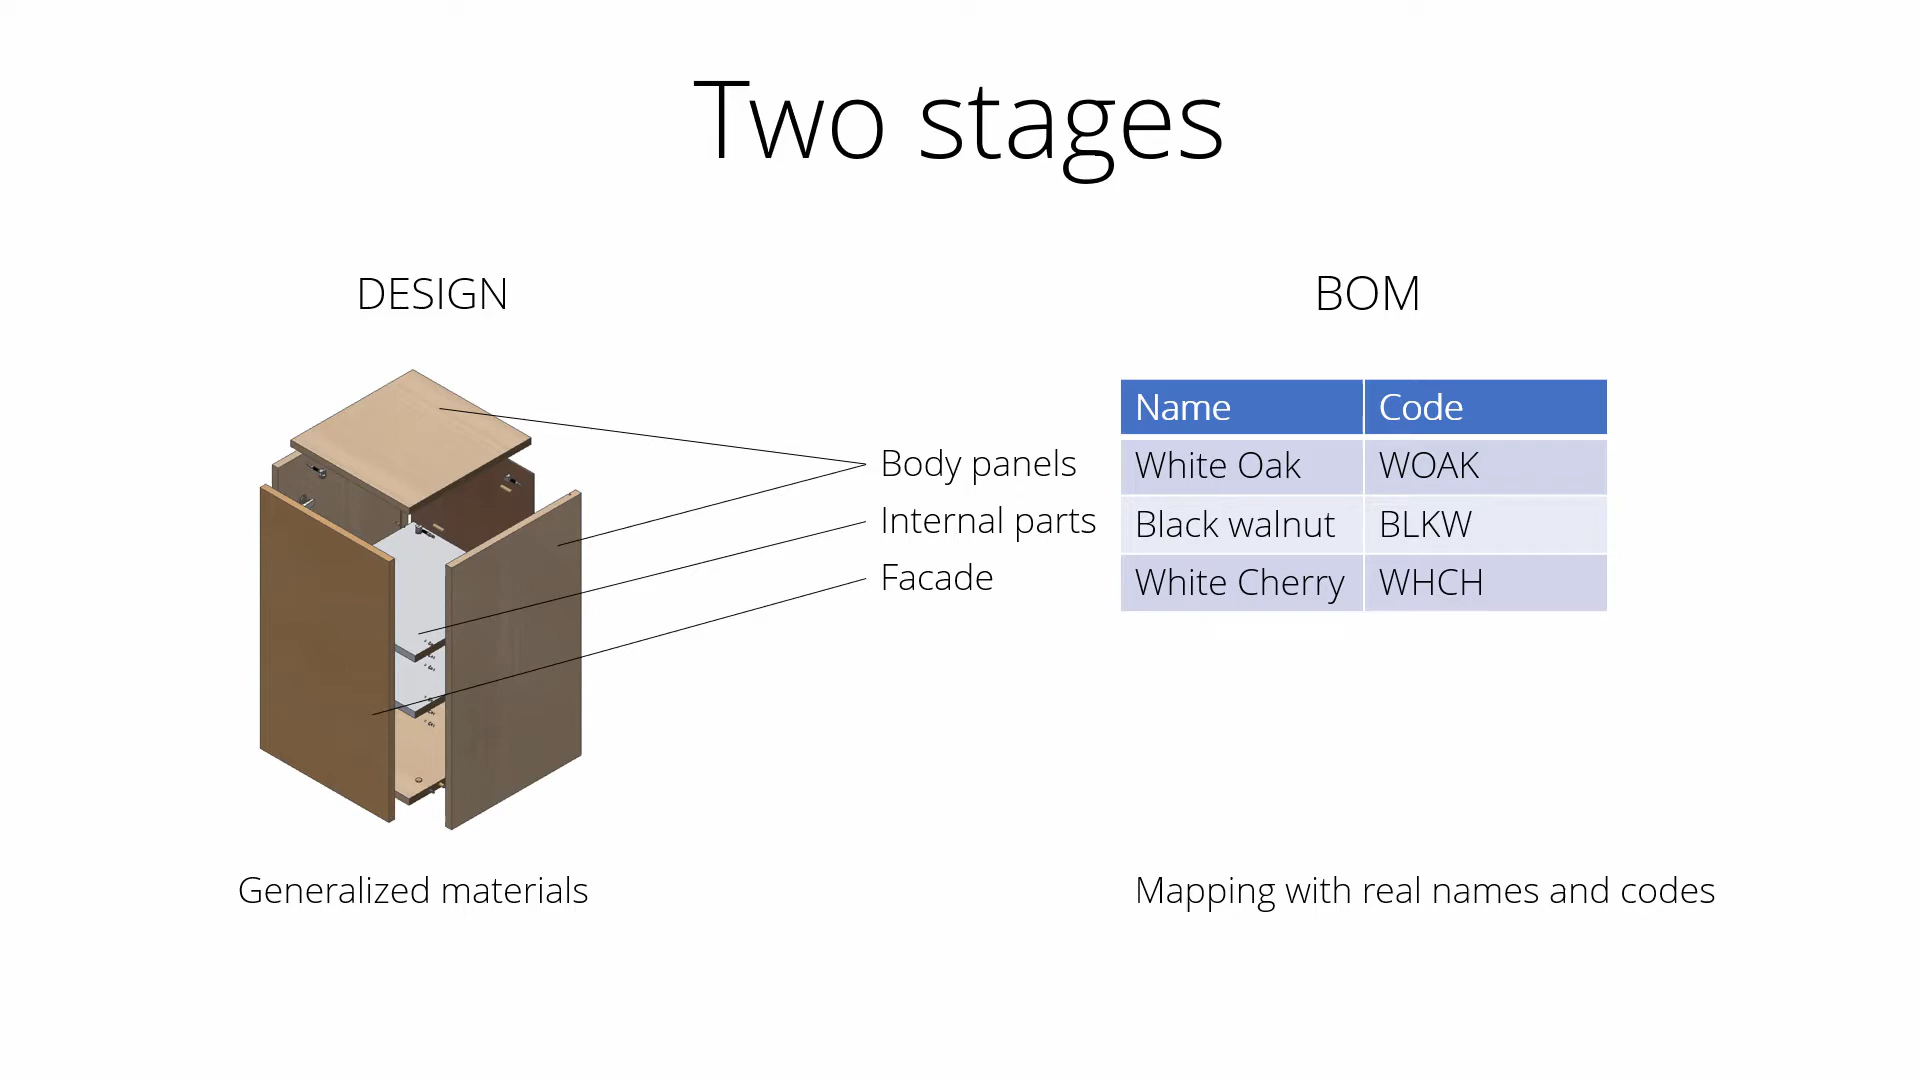 Two stages
DESIGN
BOM
Name Code
Body panels White Oak WOAK
Internal parts Black walnut BLKW
Facade White Cherry WHCH
Generalized materials
Mapping with real names and codes